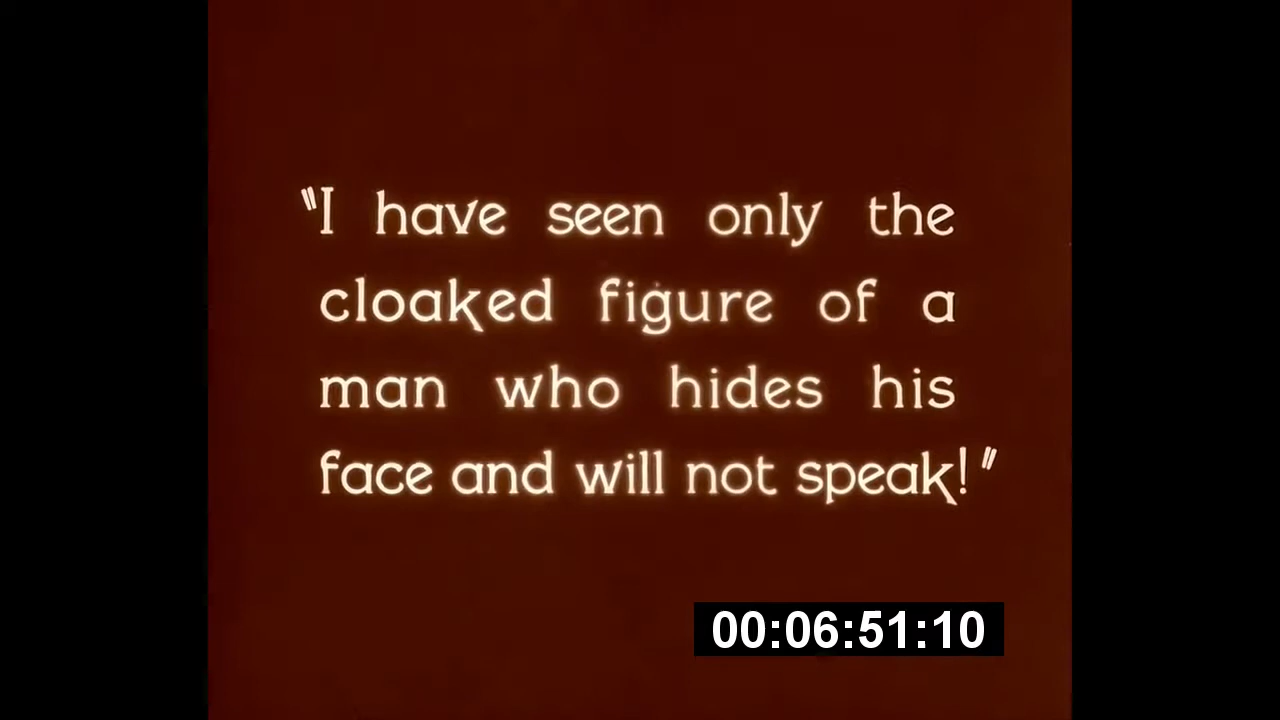 "I have seen only the
cloaked figure of a
man who hides his
face and will not speak!"
00:06:51:10